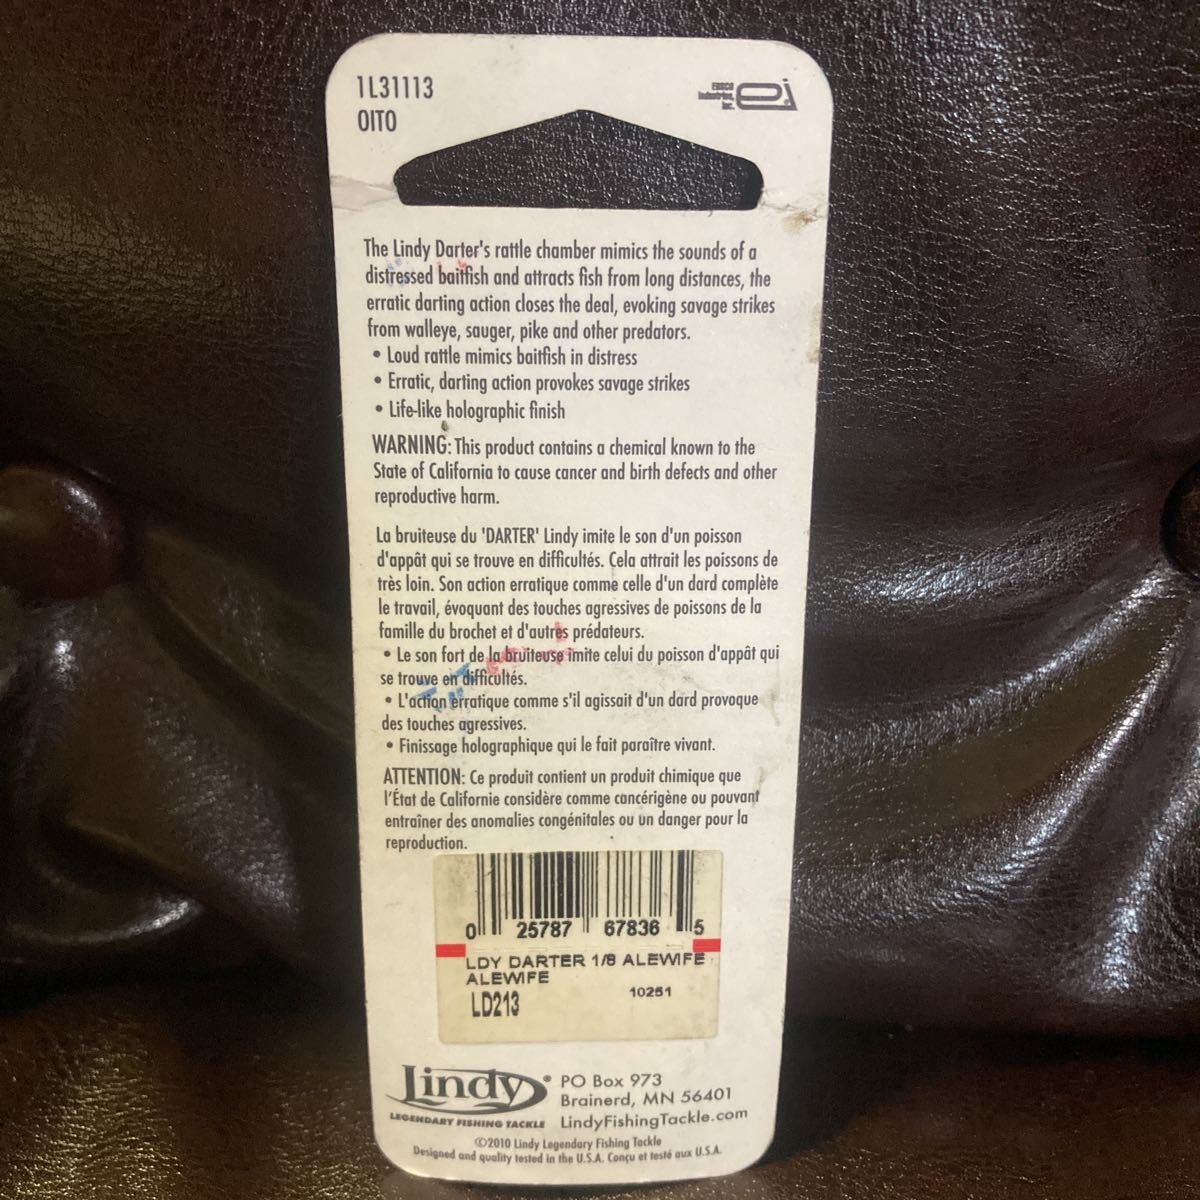 1L31113
OITO
EBSCO
Industries,
Inc.
The Lindy Darter's rattle chamber mimics the sounds of a
distressed baitfish and attracts fish from long distances, the
erratic darting action closes the deal, evoking savage strikes
from walleye, sauger, pike and other predators.
• Loud rattle mimics baitfish in distress
• Erratic, darting action provokes savage strikes
• Life-like holographic finish
WARNING: This product contains a chemical known to the
State of California to cause cancer and birth defects and other
reproductive harm.
La bruiteuse du 'DARTER' Lindy imite le son d'un poisson
d'appât qui se trouve en difficultés. Cela attrait les poissons de
très loin. Son action erratique comme celle d'un dard complète
le travail, évoquant des touches agressives de poissons de la
famille du brochet et d'autres prédateurs.
• Le son fort de la bruiteuse imite celui du poisson d'appât qui
se trouve en difficultés.
• L'action erratique comme s'il agissait d'un dard provoque
des touches agressives.
• Finissage holographique qui le fait paraître vivant.
ATTENTION: Ce produit contient un produit chimique que
l'État de Californie considère comme cancérigène ou pouvant
entraîner des anomalies congénitales ou un danger pour la
reproduction.
0 25787 67836 5
LDY DARTER 1/8 ALEWIFE
ALEWIFE
LD213 10251
Lindy®
LEGENDARY FISHING TACKLE
PO Box 973
Brainerd, MN 56401
LindyFishingTackle.com
©2010 Lindy Legendary Fishing Tackle
Designed and quality tested in the U.S.A. Conçu et testé aux U.S.A.